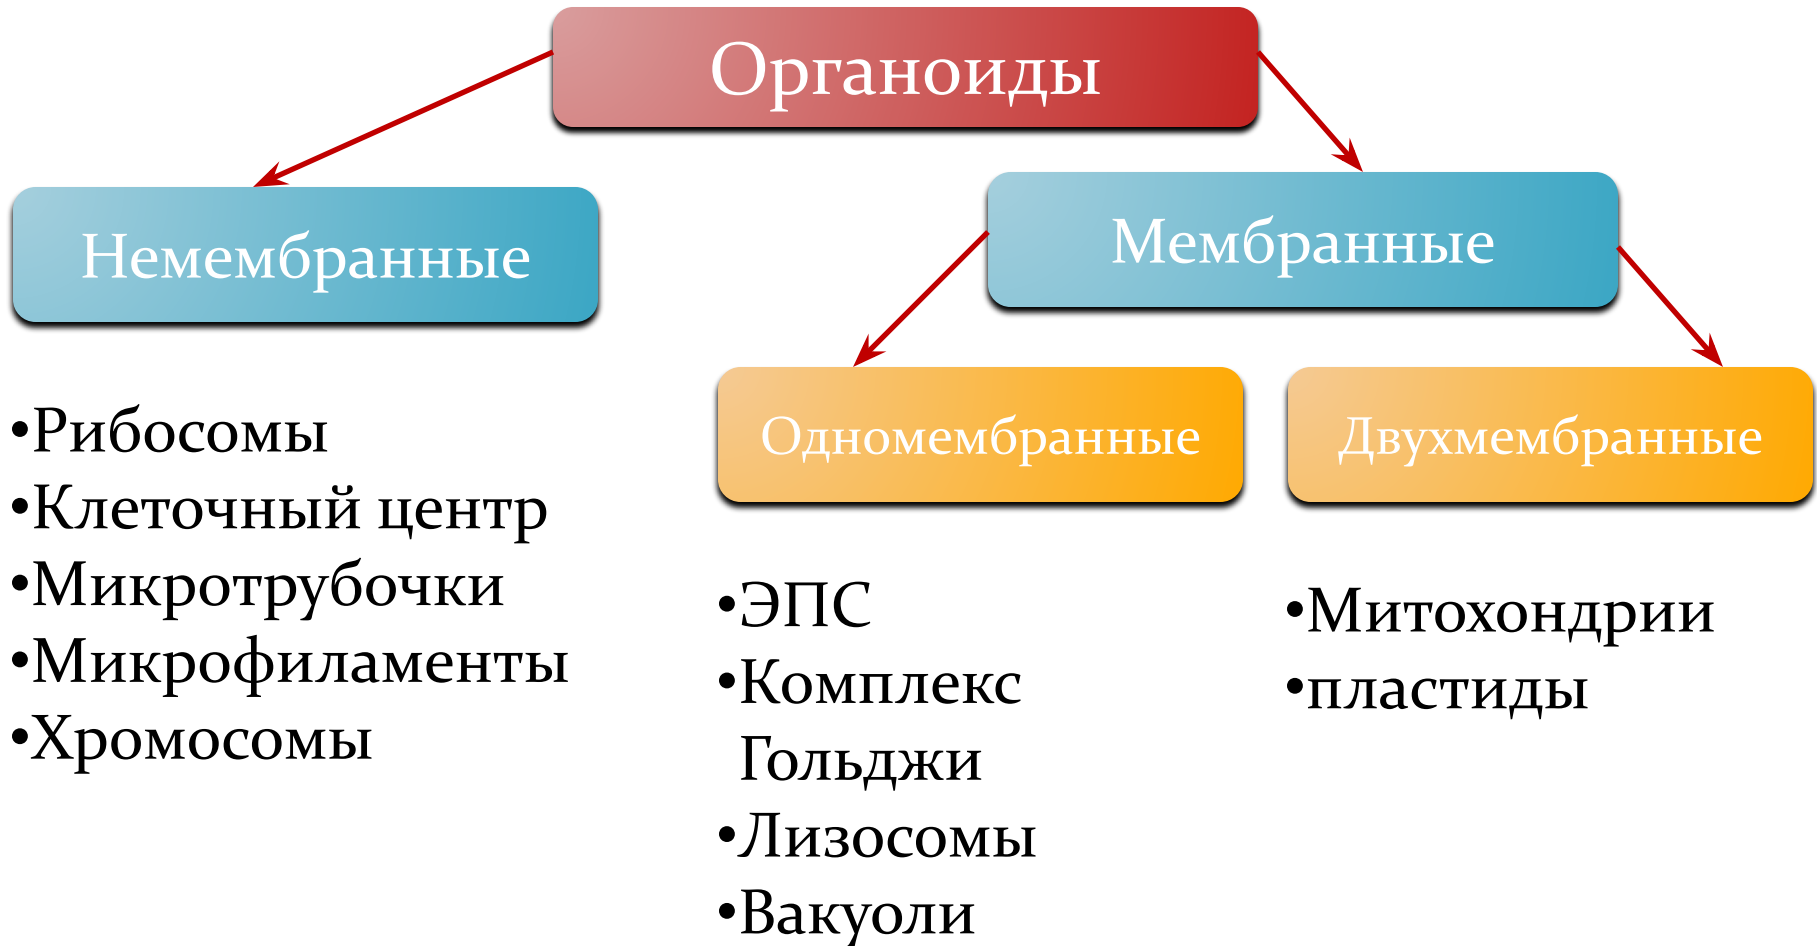 Органоиды
Немембранные
Мембранные
•Рибосомы
•Клеточный центр
•Микротрубочки
•Микрофиламенты
•Хромосомы
Одномембранные
•ЭПС
•Комплекс
Гольджи
•Лизосомы
•Вакуоли
Двухмембранные
•Митохондрии
•пластиды